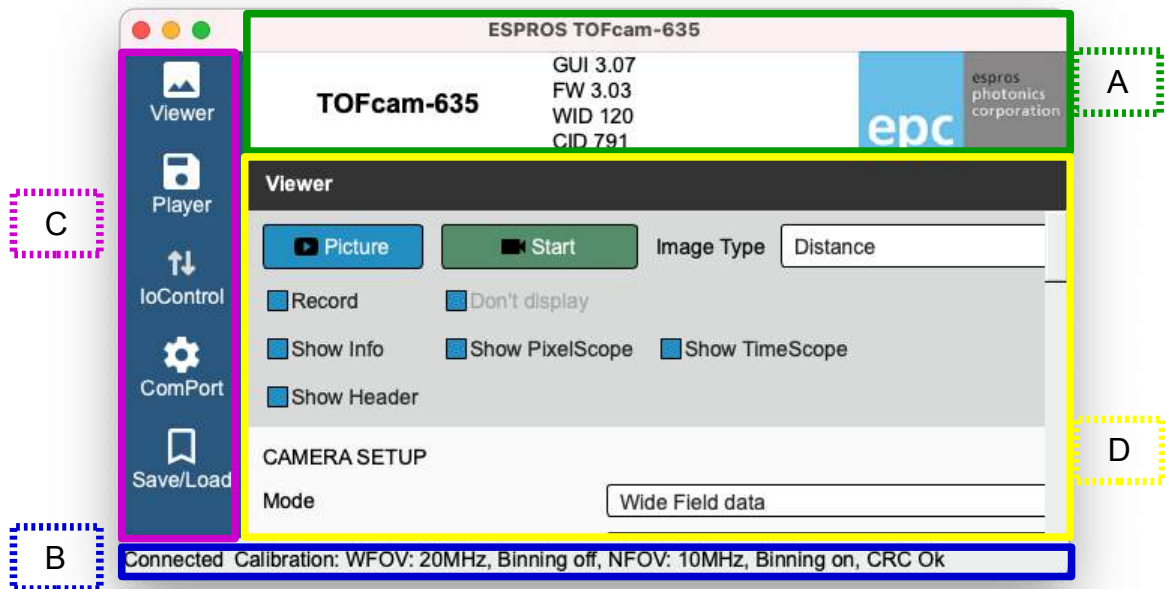 ESPROS TOFcam-635
TOFcam-635
GUI 3.07
FW 3.03
WID 120
CID 791
epc
espros
photonics
corporation
A
Viewer
Player
IoControl
ComPort
Save/Load
C
Viewer
Picture
Start
Image Type
Distance
Record
Don't display
Show Info
Show PixelScope
Show TimeScope
Show Header
CAMERA SETUP
Mode
Wide Field data
D
B
Connected Calibration: WFOV: 20MHz, Binning off, NFOV: 10MHz, Binning on, CRC Ok